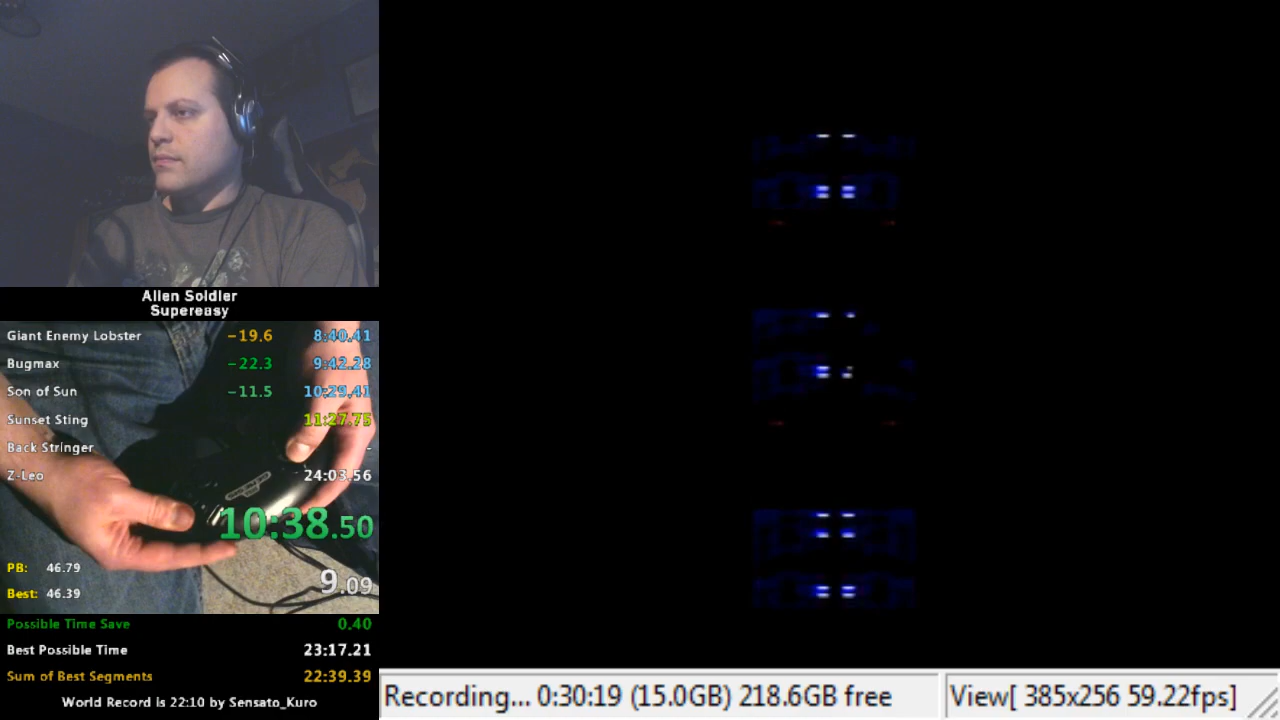 Alien Soldier
Supereasy
Giant Enemy Lobster −19.6 8:40.41
Bugmax −22.3 9:42.28
Son of Sun −11.5 10:29.41
Sunset Sting 11:27.75
Back Stringer -
Z-Leo 24:03.56
10:38.50
PB: 46.79
9.09
Best: 46.39
Possible Time Save 0.40
Best Possible Time 23:17.21
Sum of Best Segments 22:39.39
World Record is 22:10 by Sensato_Kuro
Recording... 0:30:19 (15.0GB) 218.6GB free
View[ 385x256 59.22fps]